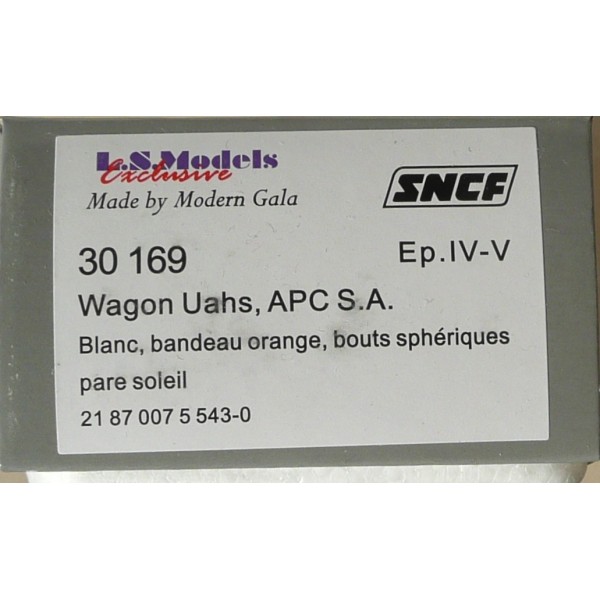 L.S.Models
Exclusive
Made by Modern Gala
SNCF
30 169
Ep.IV-V
Wagon Uahs, APC S.A.
Blanc, bandeau orange, bouts sphériques
pare soleil
21 87 007 5 543-0